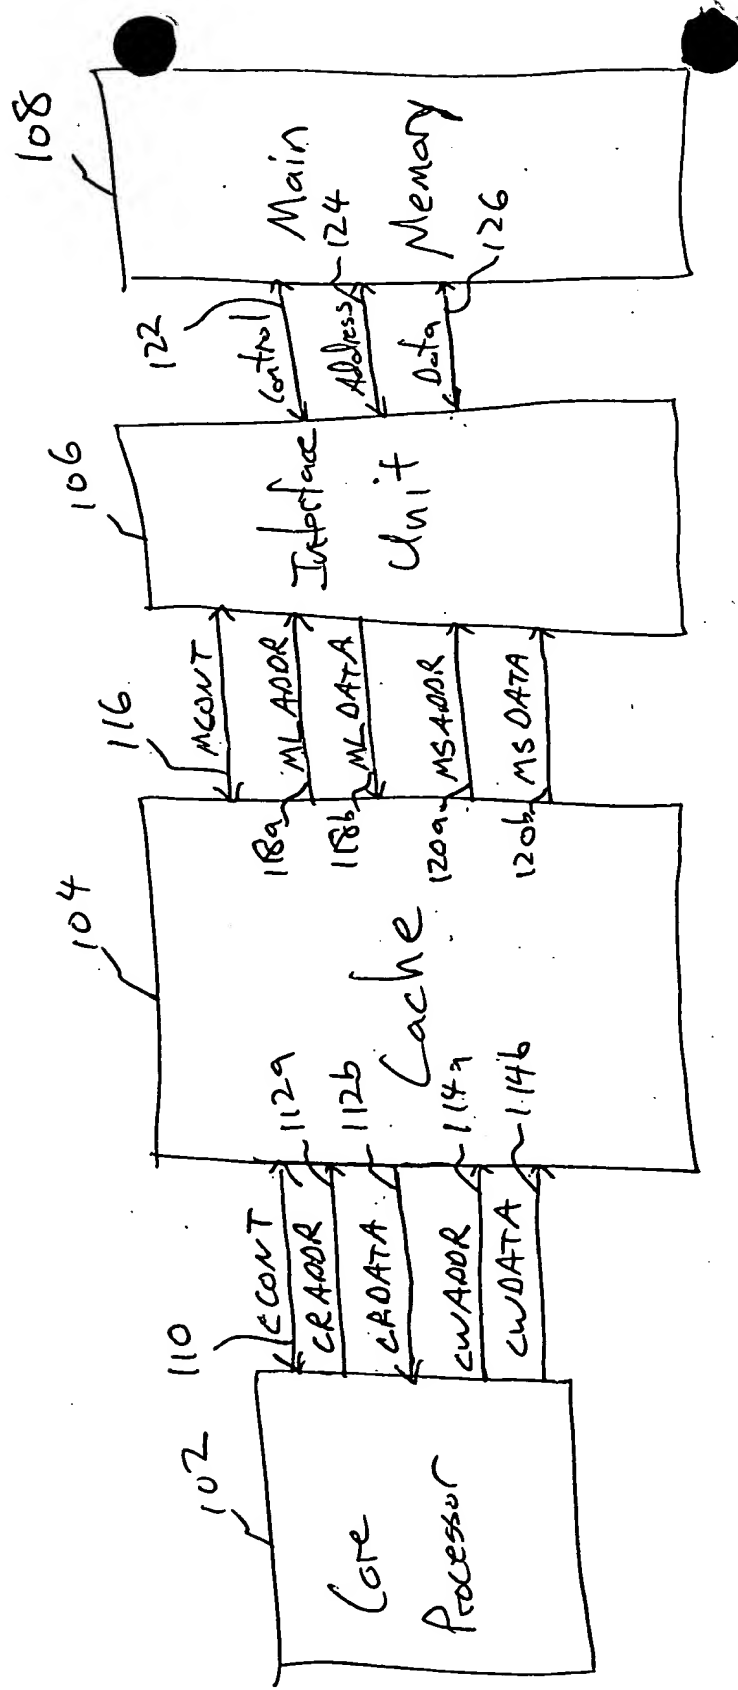 102
Core
Processor
110
CCONT
CRADDR
112a
CRDATA
112b
CWADDR
114a
CWDATA
114b
104
Cache
116
MCONT
118a
MLADDR
118b
MLDATA
120a
MSADDR
120b
MSDATA
106
Interface
Unit
122
Control
Address
124
Data
126
108
Main
Memory